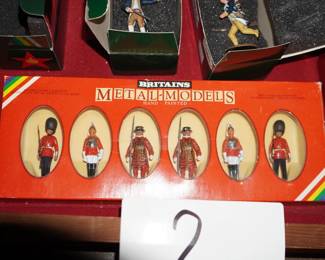 BRITAINS
METAL-MODELS
HAND - PAINTED
2